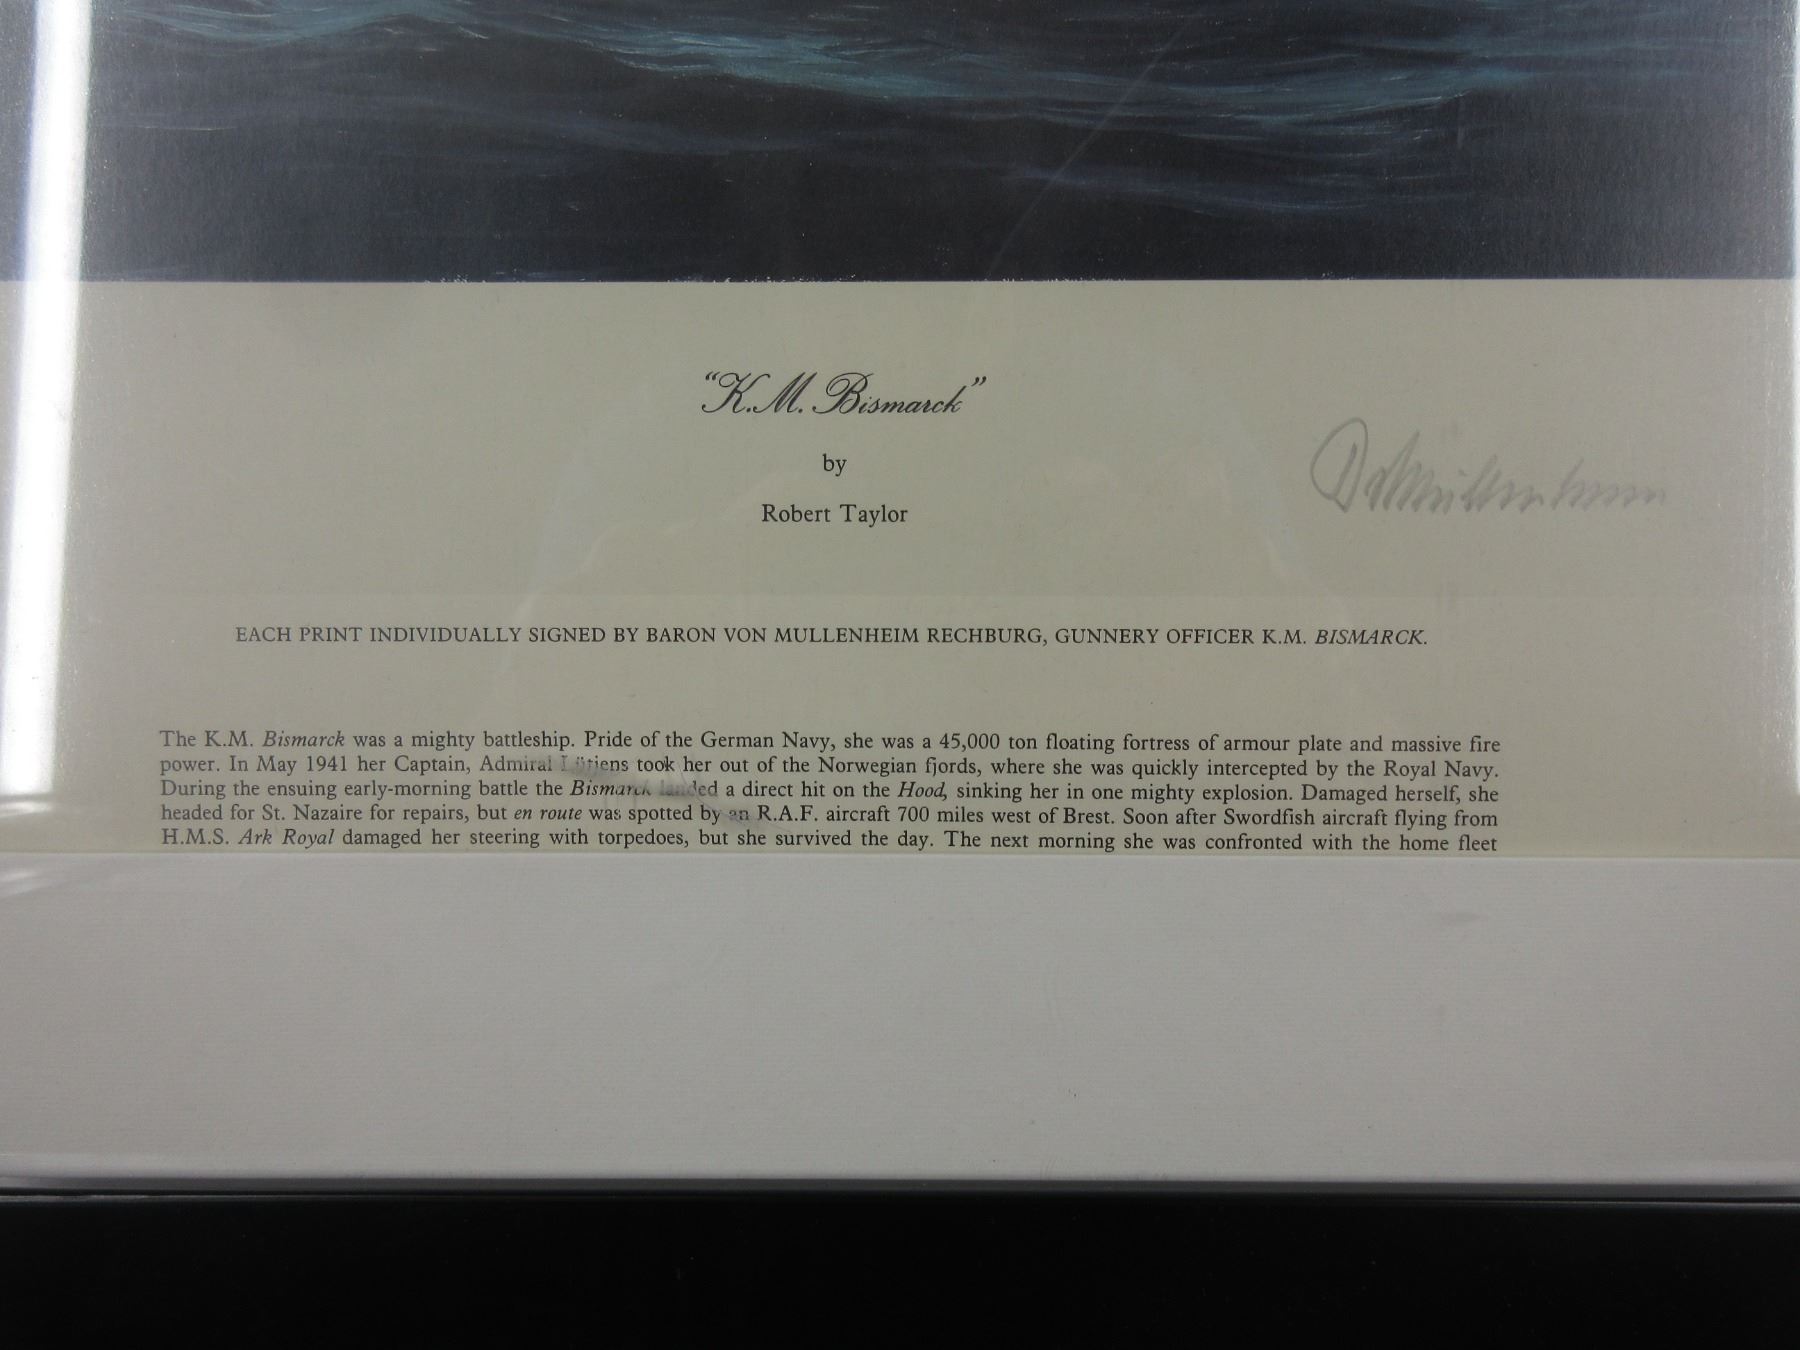 "K.M. Bismarck"
by
Robert Taylor
EACH PRINT INDIVIDUALLY SIGNED BY BARON VON MULLENHEIM RECHBURG, GUNNERY OFFICER K.M. BISMARCK.
The K.M. Bismarck was a mighty battleship. Pride of the German Navy, she was a 45,000 ton floating fortress of armour plate and massive fire
power. In May 1941 her Captain, Admiral Lütjens took her out of the Norwegian fjords, where she was quickly intercepted by the Royal Navy.
During the ensuing early-morning battle the Bismarck landed a direct hit on the Hood, sinking her in one mighty explosion. Damaged herself, she
headed for St. Nazaire for repairs, but en route was spotted by an R.A.F. aircraft 700 miles west of Brest. Soon after Swordfish aircraft flying from
H.M.S. Ark Royal damaged her steering with torpedoes, but she survived the day. The next morning she was confronted with the home fleet